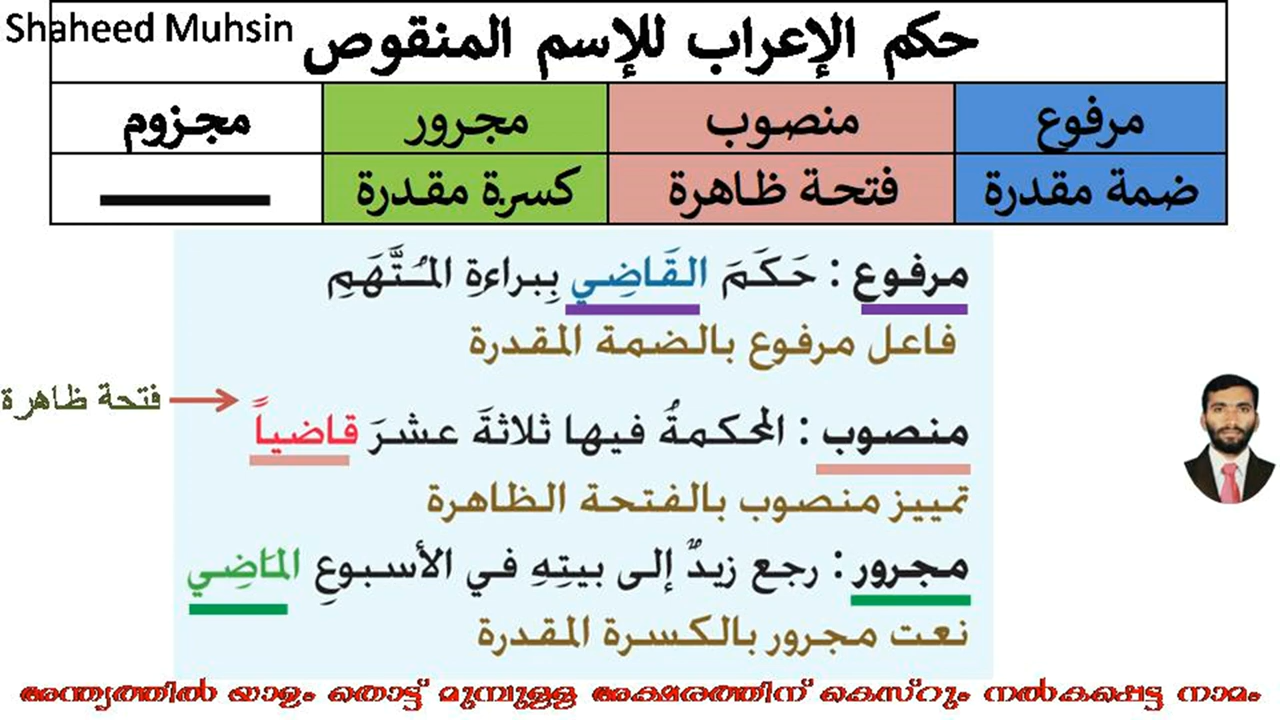 Shaheed Muhsin
حكم الإعراب للإسم المنقوص
مرفوع منصوب مجرور مجزوم
ضمة مقدرة فتحة ظاهرة كسرة مقدرة
مرفوع : حَكَمَ القَاضِي بِبراءةِ المُتَّهَمِ
فاعل مرفوع بالضمة المقدرة
فتحة ظاهرة
منصوب : المحكمةُ فيها ثلاثةَ عشرَ قاضياً
تمييز منصوب بالفتحة الظاهرة
مجرور : رجع زيدٌ إلى بيتِهِ في الأسبوعِ المَاضِي
نعت مجرور بالكسرة المقدرة
അന്ത്യത്തിൽ യാഉം തൊട്ട് മുമ്പുള്ള അക്ഷരത്തിന് കെസ്റും നൽകപ്പെട്ട നാമം